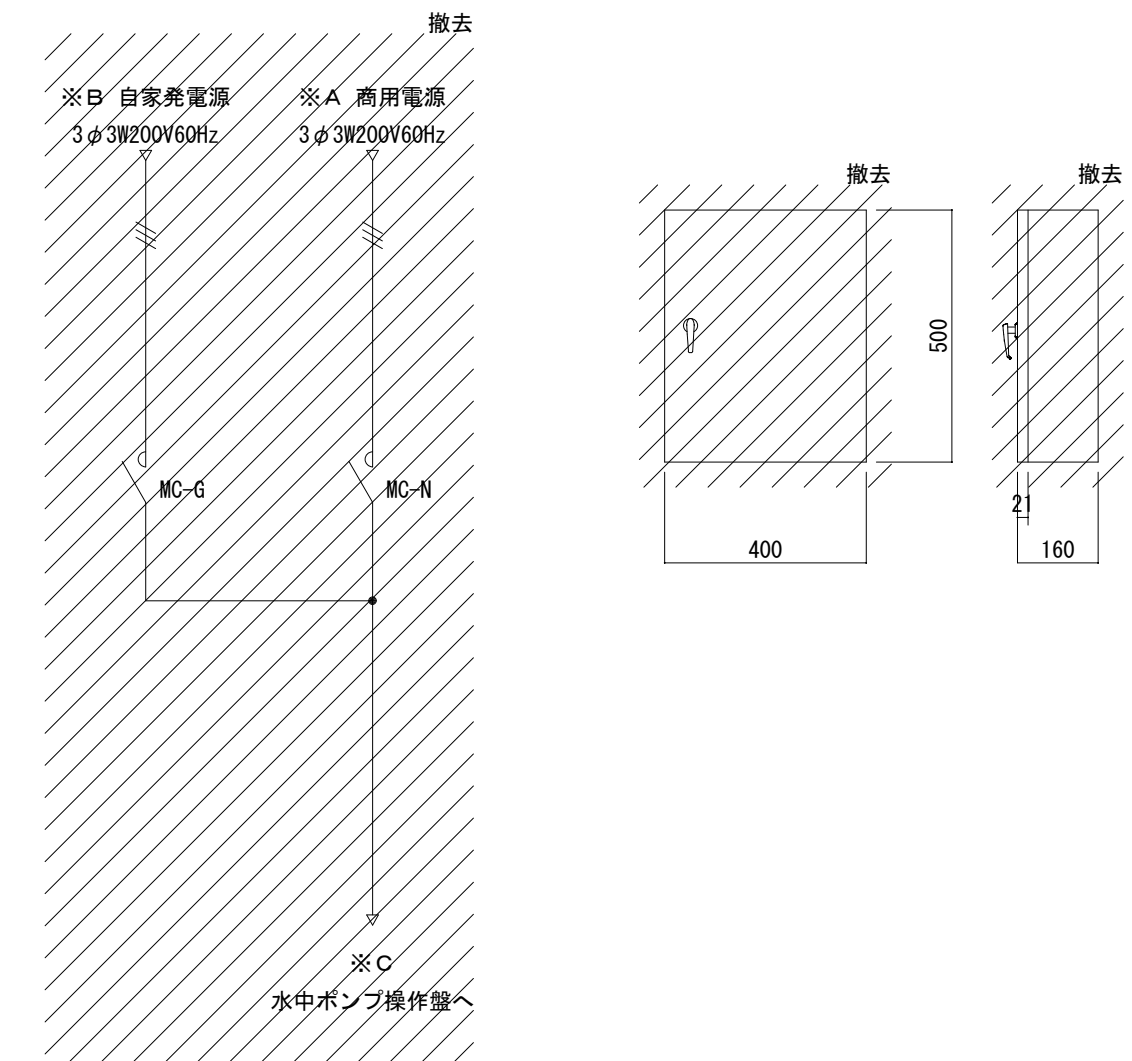 撤去
※B 自家発電源
3φ3W200V60Hz
※A 商用電源
3φ3W200V60Hz
MC-G
MC-N
※C
水中ポンプ操作盤へ
撤去
500
400
撤去
21
160